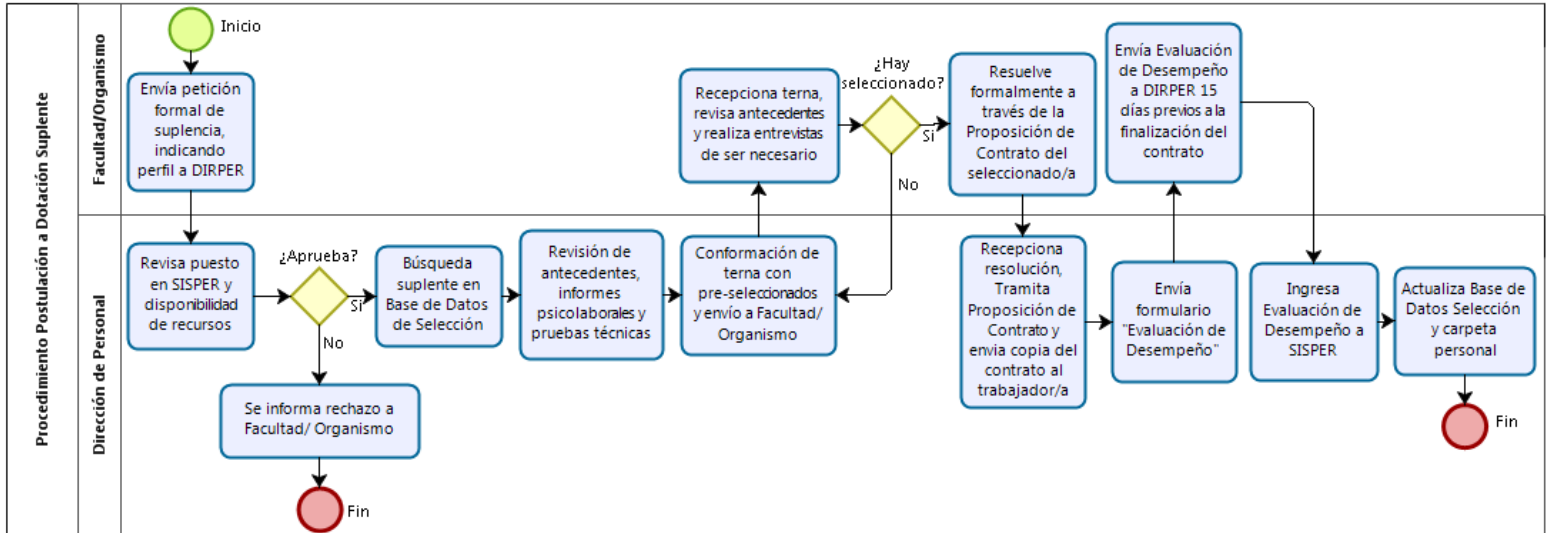 Procedimiento Postulación a Dotación Suplente
Facultad/Organismo
Inicio
Envía petición
formal de
suplencia,
indicando
perfil a DIRPER
Recepciona terna,
revisa antecedentes
y realiza entrevistas
de ser necesario
¿Hay
seleccionado?
Sí
No
Resuelve
formalmente a
través de la
Proposición de
Contrato del
seleccionado/a
Envía Evaluación
de Desempeño
a DIRPER 15
días previos a la
finalización del
contrato
Dirección de Personal
Revisa puesto
en SISPER y
disponibilidad
de recursos
¿Aprueba?
Sí
No
Búsqueda
suplente en
Base de Datos
de Selección
Revisión de
antecedentes,
informes
psicolaborales y
pruebas técnicas
Conformación de
terna con
pre-seleccionados
y envío a Facultad/
Organismo
Recepciona
resolución,
Tramita
Proposición de
Contrato y
envia copia del
contrato al
trabajador/a
Envía
formulario
"Evaluación de
Desempeño"
Ingresa
Evaluación de
Desempeño a
SISPER
Actualiza Base de
Datos Selección
y carpeta
personal
Se informa rechazo a
Facultad/ Organismo
Fin
Fin